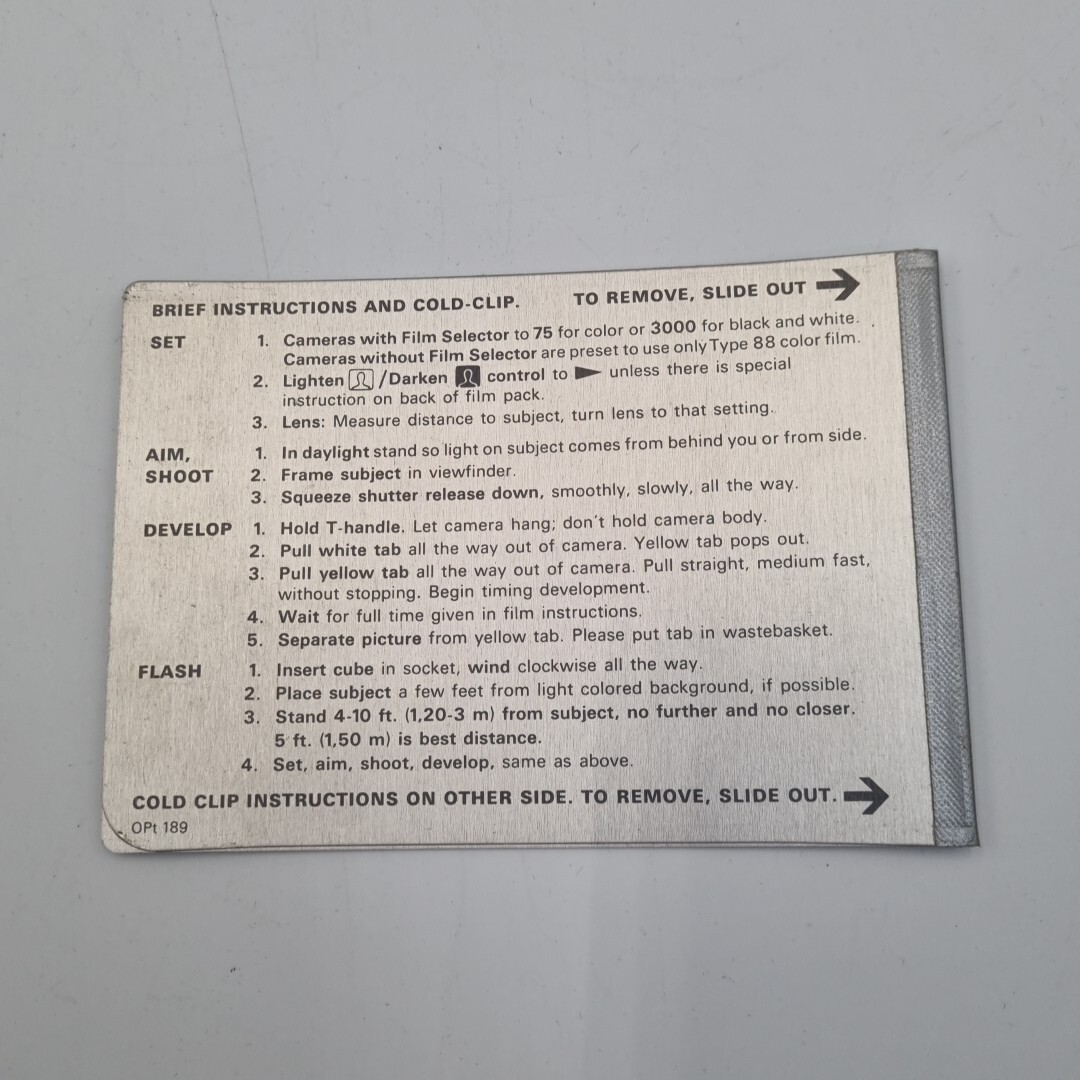 BRIEF INSTRUCTIONS AND COLD-CLIP. TO REMOVE, SLIDE OUT
SET 1. Cameras with Film Selector to 75 for color or 3000 for black and white.
Cameras without Film Selector are preset to use only Type 88 color film.
2. Lighten /Darken control to unless there is special
instruction on back of film pack.
3. Lens: Measure distance to subject, turn lens to that setting.
AIM, 1. In daylight stand so light on subject comes from behind you or from side.
SHOOT 2. Frame subject in viewfinder.
3. Squeeze shutter release down, smoothly, slowly, all the way.
DEVELOP 1. Hold T-handle. Let camera hang; don't hold camera body.
2. Pull white tab all the way out of camera. Yellow tab pops out.
3. Pull yellow tab all the way out of camera. Pull straight, medium fast,
without stopping. Begin timing development.
4. Wait for full time given in film instructions.
5. Separate picture from yellow tab. Please put tab in wastebasket.
FLASH 1. Insert cube in socket, wind clockwise all the way.
2. Place subject a few feet from light colored background, if possible.
3. Stand 4-10 ft. (1,20-3 m) from subject, no further and no closer.
5 ft. (1,50 m) is best distance.
4. Set, aim, shoot, develop, same as above.
COLD CLIP INSTRUCTIONS ON OTHER SIDE. TO REMOVE, SLIDE OUT.
OPt 189